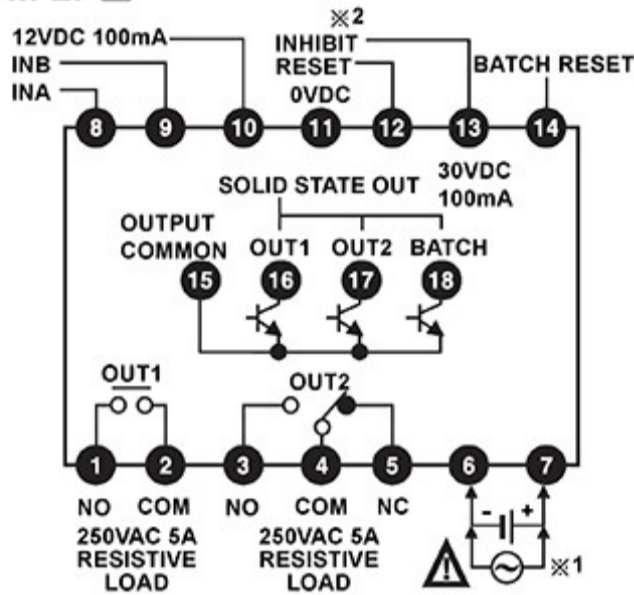 ※2
12VDC 100mA INHIBIT
INB RESET BATCH RESET
INA 0VDC
8 9 10 11 12 13 14
30VDC
SOLID STATE OUT 100mA
OUTPUT
COMMON OUT1 OUT2 BATCH
15 16 17 18
OUT1 OUT2
1 2 3 4 5 6 7
NO COM NO COM NC - +
250VAC 5A 250VAC 5A
RESISTIVE RESISTIVE ※1
LOAD LOAD